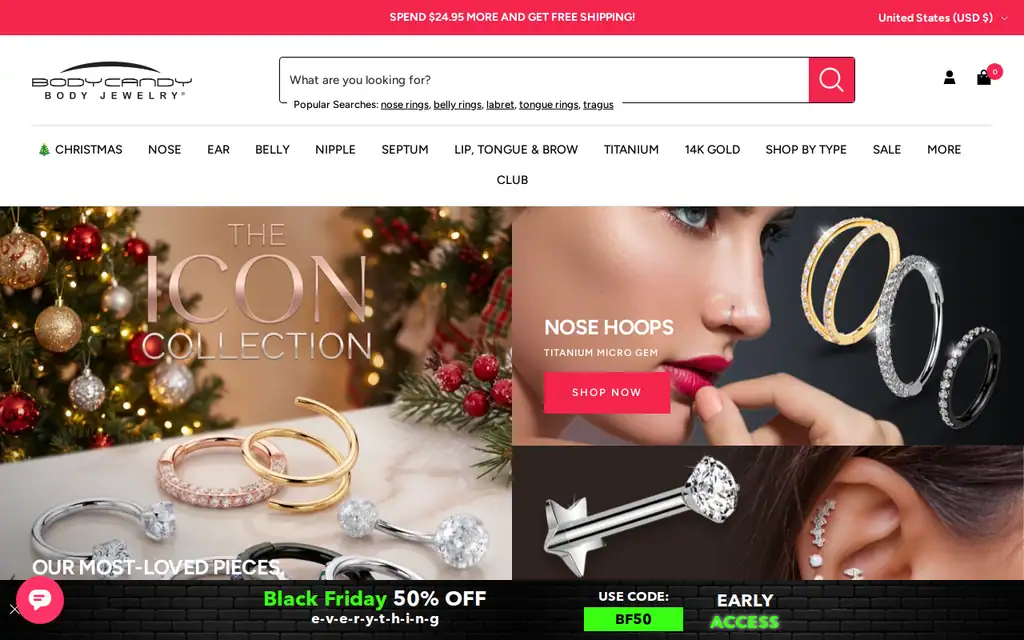 SPEND $24.95 MORE AND GET FREE SHIPPING!
United States (USD $)
BODYCANDY
BODY JEWELRY®
What are you looking for?
0
Popular Searches: nose rings, belly rings, labret, tongue rings, tragus
🎄 CHRISTMAS NOSE EAR BELLY NIPPLE SEPTUM LIP, TONGUE & BROW TITANIUM 14K GOLD SHOP BY TYPE SALE MORE
CLUB
THE
ICON
COLLECTION
OUR MOST-LOVED PIECES,
NOSE HOOPS
TITANIUM MICRO GEM
SHOP NOW
Black Friday 50% OFF
e-v-e-r-y-t-h-i-n-g
USE CODE:
BF50
EARLY
ACCESS